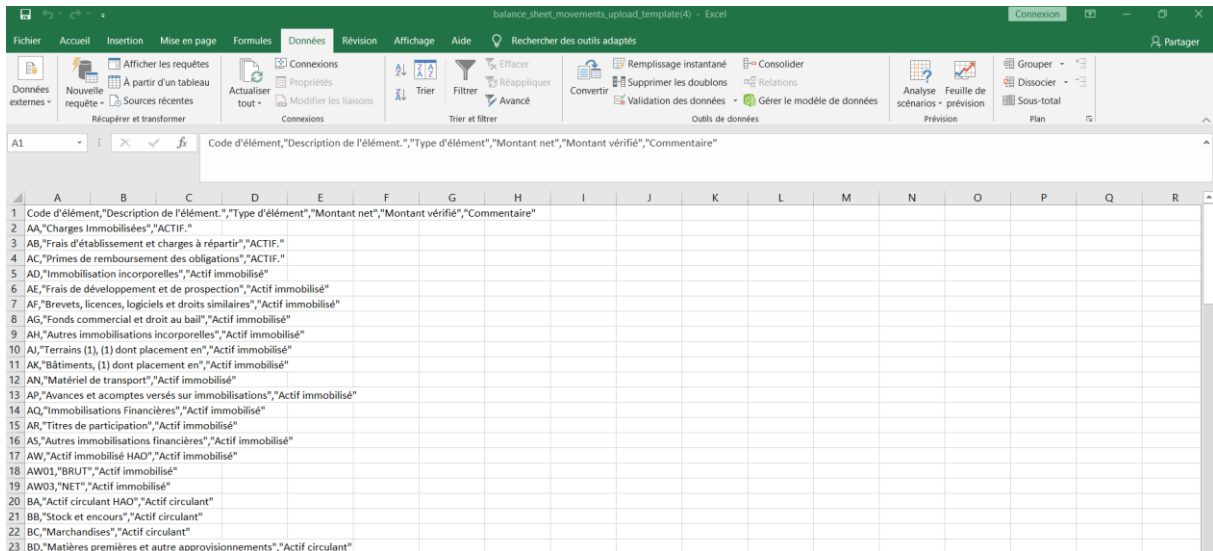 balance_sheet_movements_upload_template(4) - Excel
Connexion
Fichier Accueil Insertion Mise en page Formules Données Révision Affichage Aide Rechercher des outils adaptés Partager
Données externes
Nouvelle requête
Afficher les requêtes
À partir d'un tableau
Sources récentes
Récupérer et transformer
Actualiser tout
Connexions
Propriétés
Modifier les liaisons
Connexions
Trier
Filtrer
Effacer
Réappliquer
Avancé
Trier et filtrer
Convertir
Remplissage instantané
Supprimer les doublons
Validation des données
Consolider
Relations
Gérer le modèle de données
Outils de données
Analyse scénarios
Feuille de prévision
Prévision
Grouper
Dissocier
Sous-total
Plan
A1 fx Code d'élément,"Description de l'élément.","Type d'élément","Montant net","Montant vérifié","Commentaire"
A B C D E F G H I J K L M N O P Q R
1 Code d'élément,"Description de l'élément.","Type d'élément","Montant net","Montant vérifié","Commentaire"
2 AA,"Charges Immobilisées","ACTIF."
3 AB,"Frais d'établissement et charges à répartir","ACTIF."
4 AC,"Primes de remboursement des obligations","ACTIF."
5 AD,"Immobilisation incorporelles","Actif immobilisé"
6 AE,"Frais de développement et de prospection","Actif immobilisé"
7 AF,"Brevets, licences, logiciels et droits similaires","Actif immobilisé"
8 AG,"Fonds commercial et droit au bail","Actif immobilisé"
9 AH,"Autres immobilisations incorporelles","Actif immobilisé"
10 AJ,"Terrains (1), (1) dont placement en","Actif immobilisé"
11 AK,"Bâtiments, (1) dont placement en","Actif immobilisé"
12 AN,"Matériel de transport","Actif immobilisé"
13 AP,"Avances et acomptes versés sur immobilisations","Actif immobilisé"
14 AQ,"Immobilisations Financières","Actif immobilisé"
15 AR,"Titres de participation","Actif immobilisé"
16 AS,"Autres immobilisations financières","Actif immobilisé"
17 AW,"Actif immobilisé HAO","Actif immobilisé"
18 AW01,"BRUT","Actif immobilisé"
19 AW03,"NET","Actif immobilisé"
20 BA,"Actif circulant HAO","Actif circulant"
21 BB,"Stock et encours","Actif circulant"
22 BC,"Marchandises","Actif circulant"
23 BD,"Matières premières et autre approvisionnements","Actif circulant"